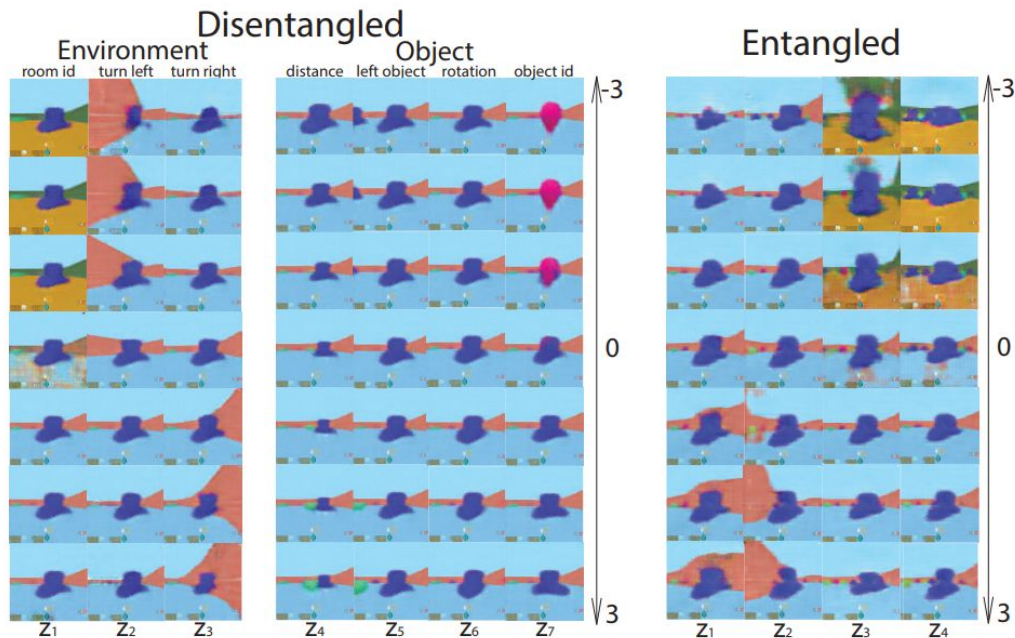 Disentangled
Environment
Object
Entangled
room id turn left turn right
distance left object rotation object id
-3
-3
0
0
3
3
z1 z2 z3
z4 z5 z6 z7
z1 z2 z3 z4